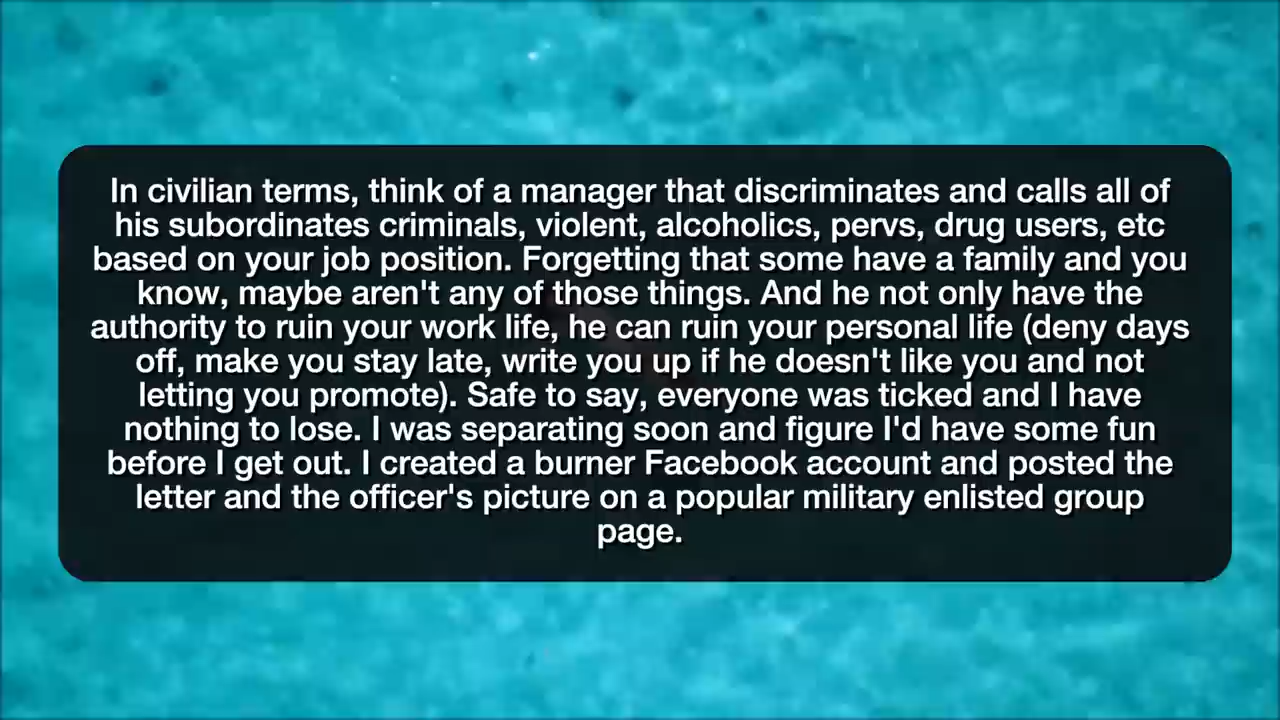 In civilian terms, think of a manager that discriminates and calls all of
his subordinates criminals, violent, alcoholics, pervs, drug users, etc
based on your job position. Forgetting that some have a family and you
know, maybe aren't any of those things. And he not only have the
authority to ruin your work life, he can ruin your personal life (deny days
off, make you stay late, write you up if he doesn't like you and not
letting you promote). Safe to say, everyone was ticked and I have
nothing to lose. I was separating soon and figure I'd have some fun
before I get out. I created a burner Facebook account and posted the
letter and the officer's picture on a popular military enlisted group
page.